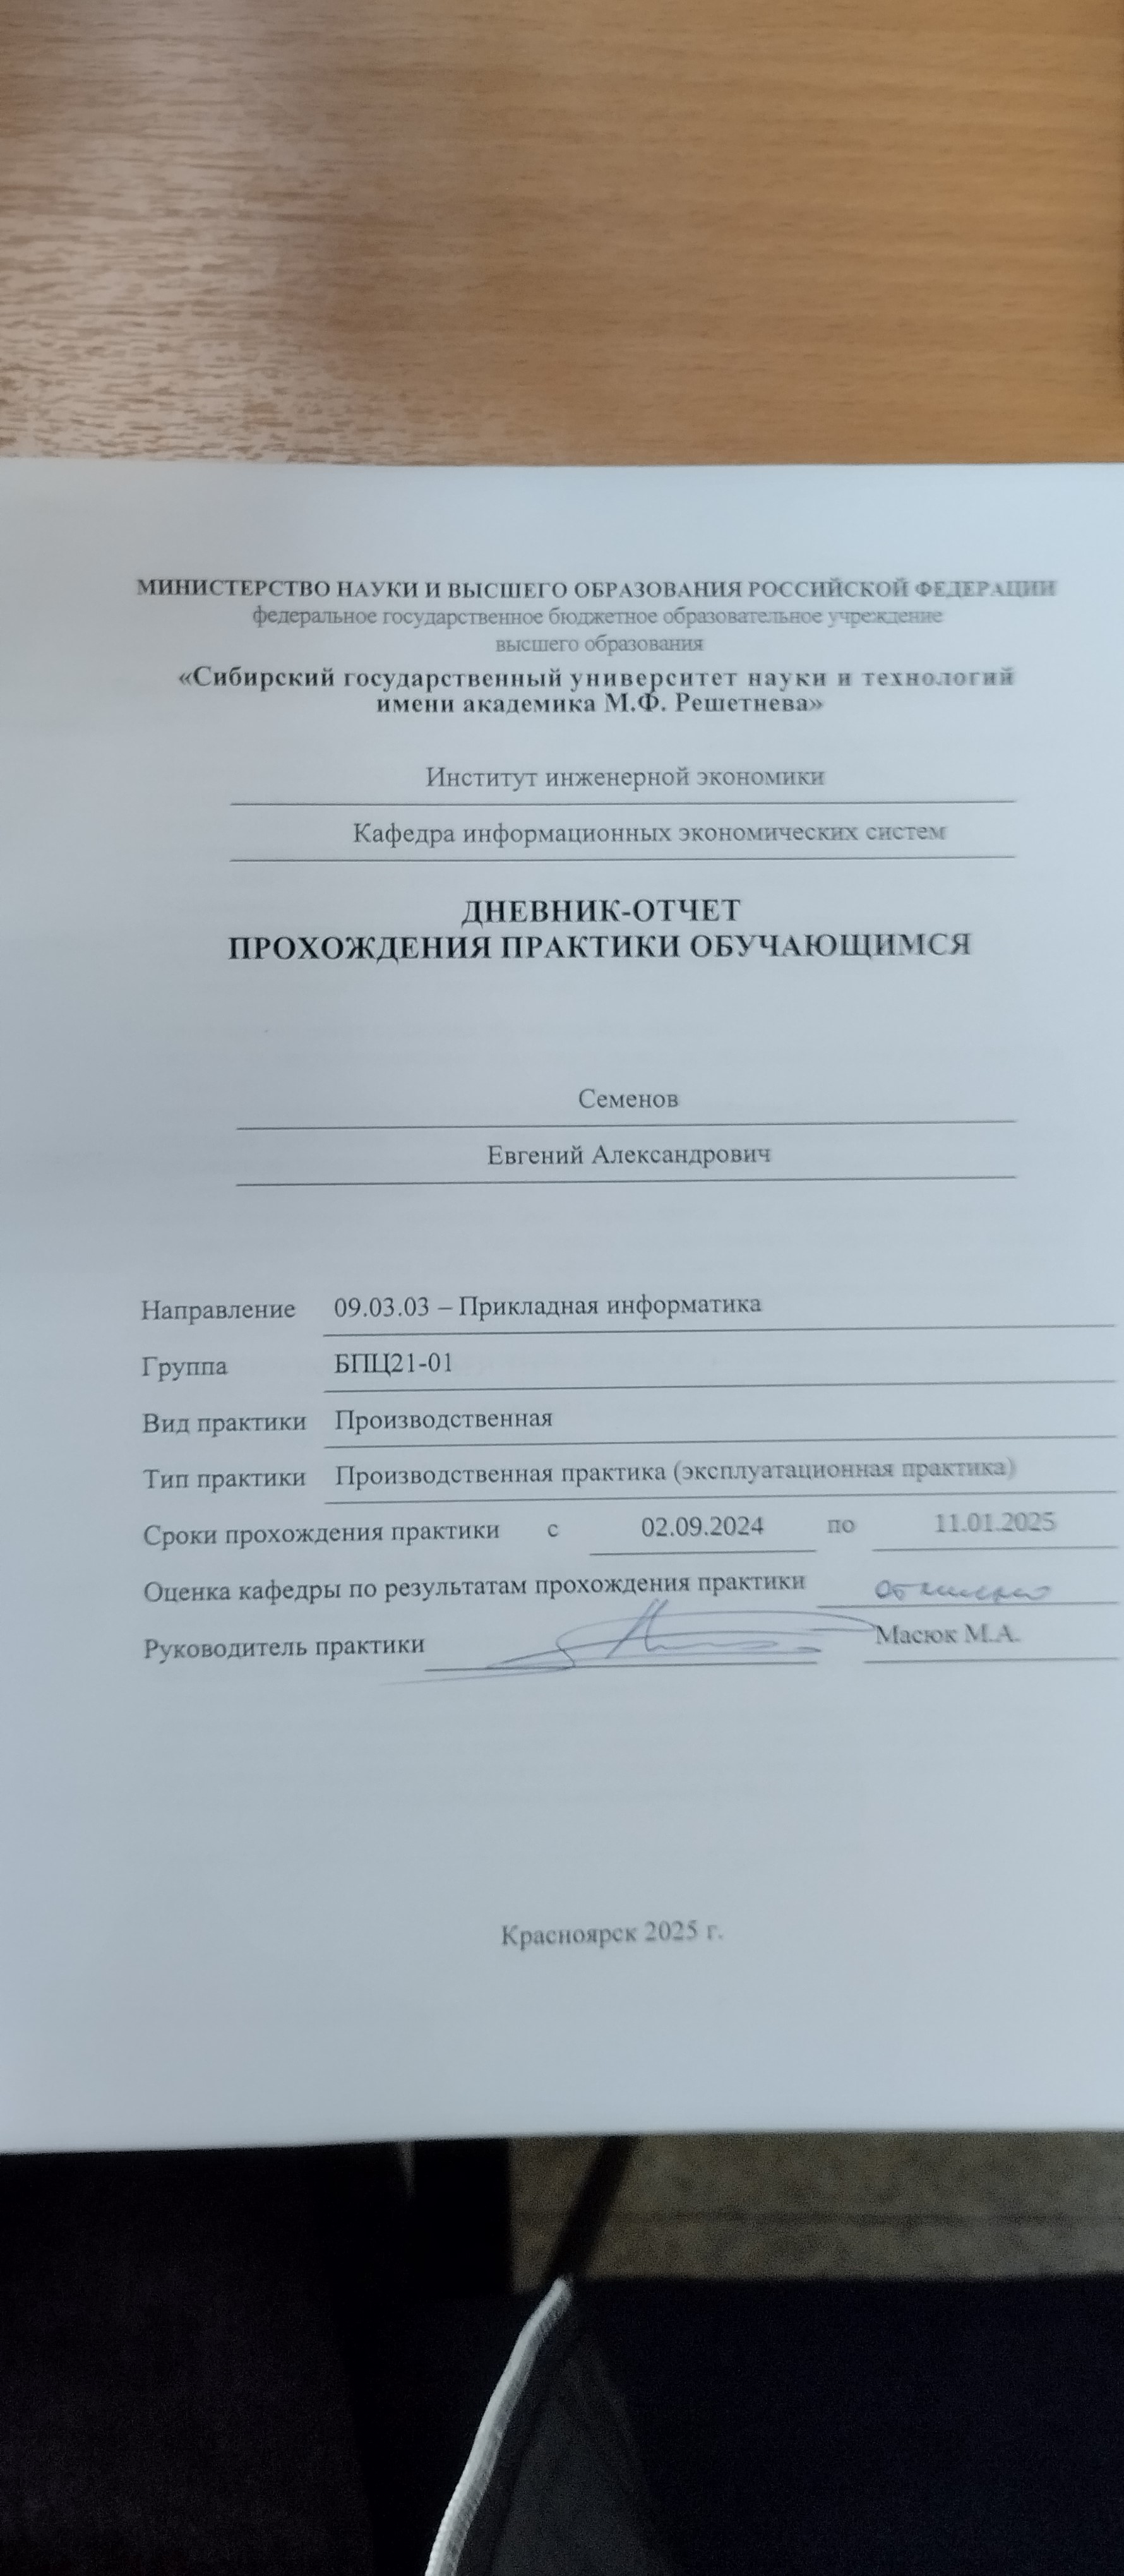 МИНИСТЕРСТВО НАУКИ И ВЫСШЕГО ОБРАЗОВАНИЯ РОССИЙСКОЙ ФЕДЕРАЦИИ
федеральное государственное бюджетное образовательное учреждение
высшего образования
«Сибирский государственный университет науки и технологий
имени академика М.Ф. Решетнева»
Институт инженерной экономики
Кафедра информационных экономических систем
ДНЕВНИК-ОТЧЕТ
ПРОХОЖДЕНИЯ ПРАКТИКИ ОБУЧАЮЩИМСЯ
Семенов
Евгений Александрович
Направление 09.03.03 – Прикладная информатика
Группа БПЦ21-01
Вид практики Производственная
Тип практики Производственная практика (эксплуатационная практика)
Сроки прохождения практики с 02.09.2024 по 11.01.2025
Оценка кафедры по результатам прохождения практики отлично
Руководитель практики Масюк М.А.
Красноярск 2025 г.